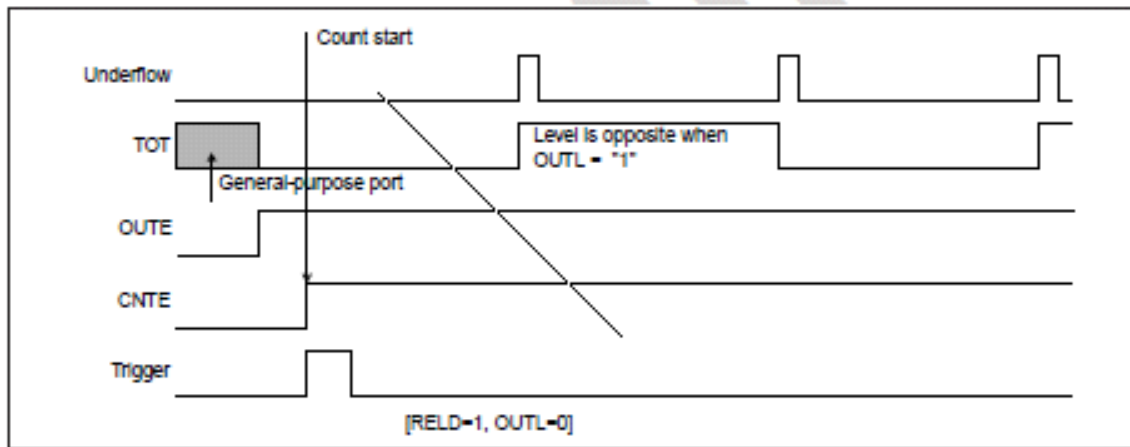 Count start
Underflow
TOT
Level is opposite when
OUTL = "1"
General-purpose port
OUTE
CNTE
Trigger
[RELD=1, OUTL=0]